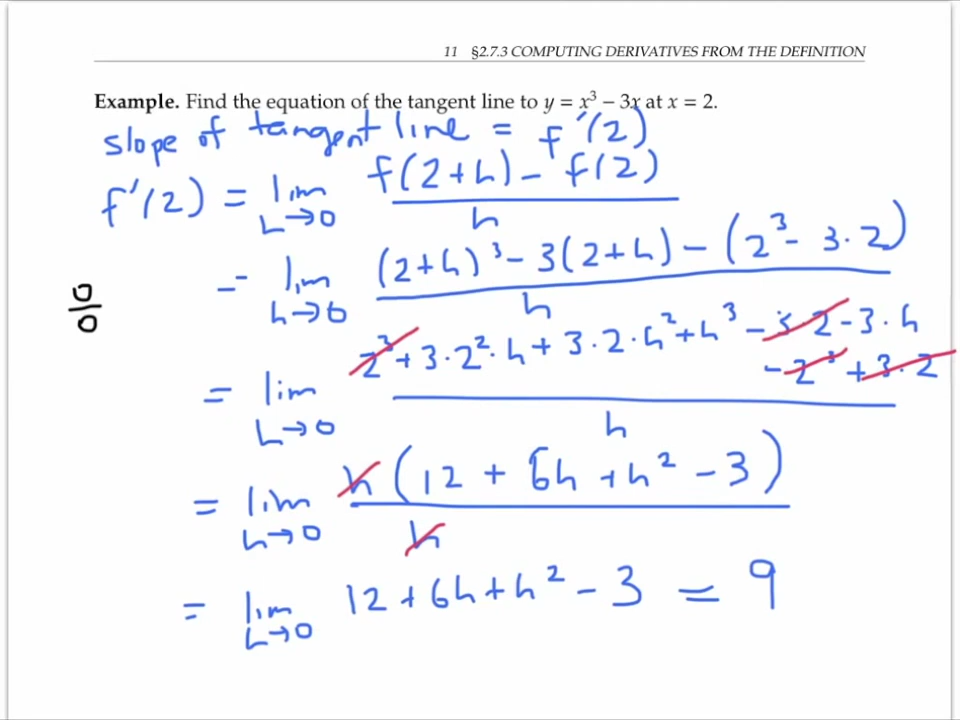 11 §2.7.3 COMPUTING DERIVATIVES FROM THE DEFINITION
Example. Find the equation of the tangent line to y = x³ − 3x at x = 2.
slope of tangent line = f'(2)
f'(2) = lim h→0 (f(2+h) − f(2)) / h
= lim h→0 ((2+h)³ − 3(2+h) − (2³ − 3·2)) / h
0/0
= lim h→0 (2³ + 3·2²·h + 3·2·h² + h³ − 3·2 − 3·h − 2³ + 3·2) / h
= lim h→0 h(12 + 6h + h² − 3) / h
= lim h→0 12 + 6h + h² − 3 = 9